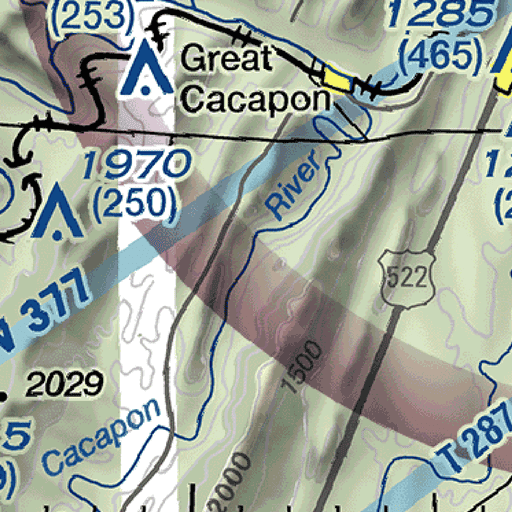 (253)
1285
(465)
Great
Cacapon
1970
(250)
River
522
377
2029
1500
Cacapon
T 287
2000